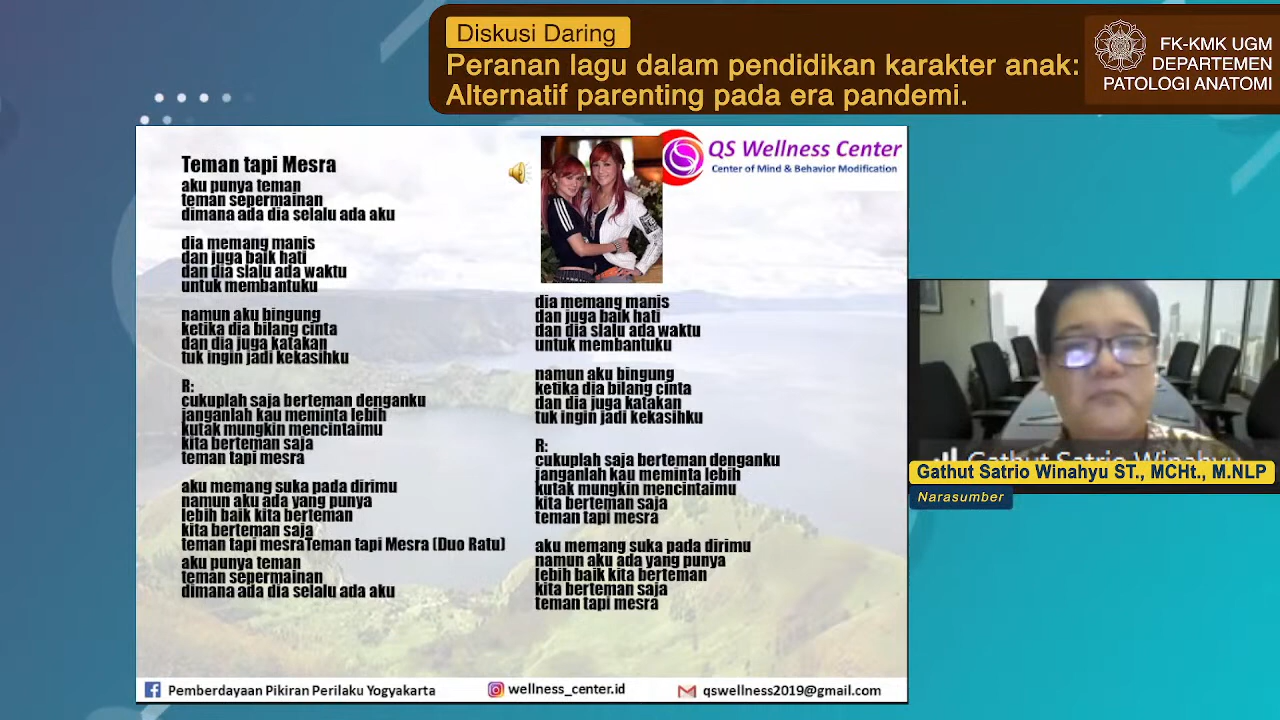 Diskusi Daring
Peranan lagu dalam pendidikan karakter anak:
Alternatif parenting pada era pandemi.
FK-KMK UGM
DEPARTEMEN
PATOLOGI ANATOMI
QS Wellness Center
Center of Mind & Behavior Modification
Teman tapi Mesra
aku punya teman
teman sepermainan
dimana ada dia selalu ada aku
dia memang manis
dan juga baik hati
dan dia slalu ada waktu
untuk membantuku
namun aku bingung
ketika dia bilang cinta
dan dia juga katakan
tuk ingin jadi kekasihku
R:
cukuplah saja berteman denganku
janganlah kau meminta lebih
kutak mungkin mencintaimu
kita berteman saja
teman tapi mesra
aku memang suka pada dirimu
namun aku ada yang punya
lebih baik kita berteman
kita berteman saja
teman tapi mesraTeman tapi Mesra (Duo Ratu)
aku punya teman
teman sepermainan
dimana ada dia selalu ada aku
dia memang manis
dan juga baik hati
dan dia slalu ada waktu
untuk membantuku
namun aku bingung
ketika dia bilang cinta
dan dia juga katakan
tuk ingin jadi kekasihku
R:
cukuplah saja berteman denganku
janganlah kau meminta lebih
kutak mungkin mencintaimu
kita berteman saja
teman tapi mesra
aku memang suka pada dirimu
namun aku ada yang punya
lebih baik kita berteman
kita berteman saja
teman tapi mesra
Gathut Satrio Winahyu
Gathut Satrio Winahyu ST., MCHt., M.NLP
Narasumber
Pemberdayaan Pikiran Perilaku Yogyakarta
wellness_center.id
qswellness2019@gmail.com